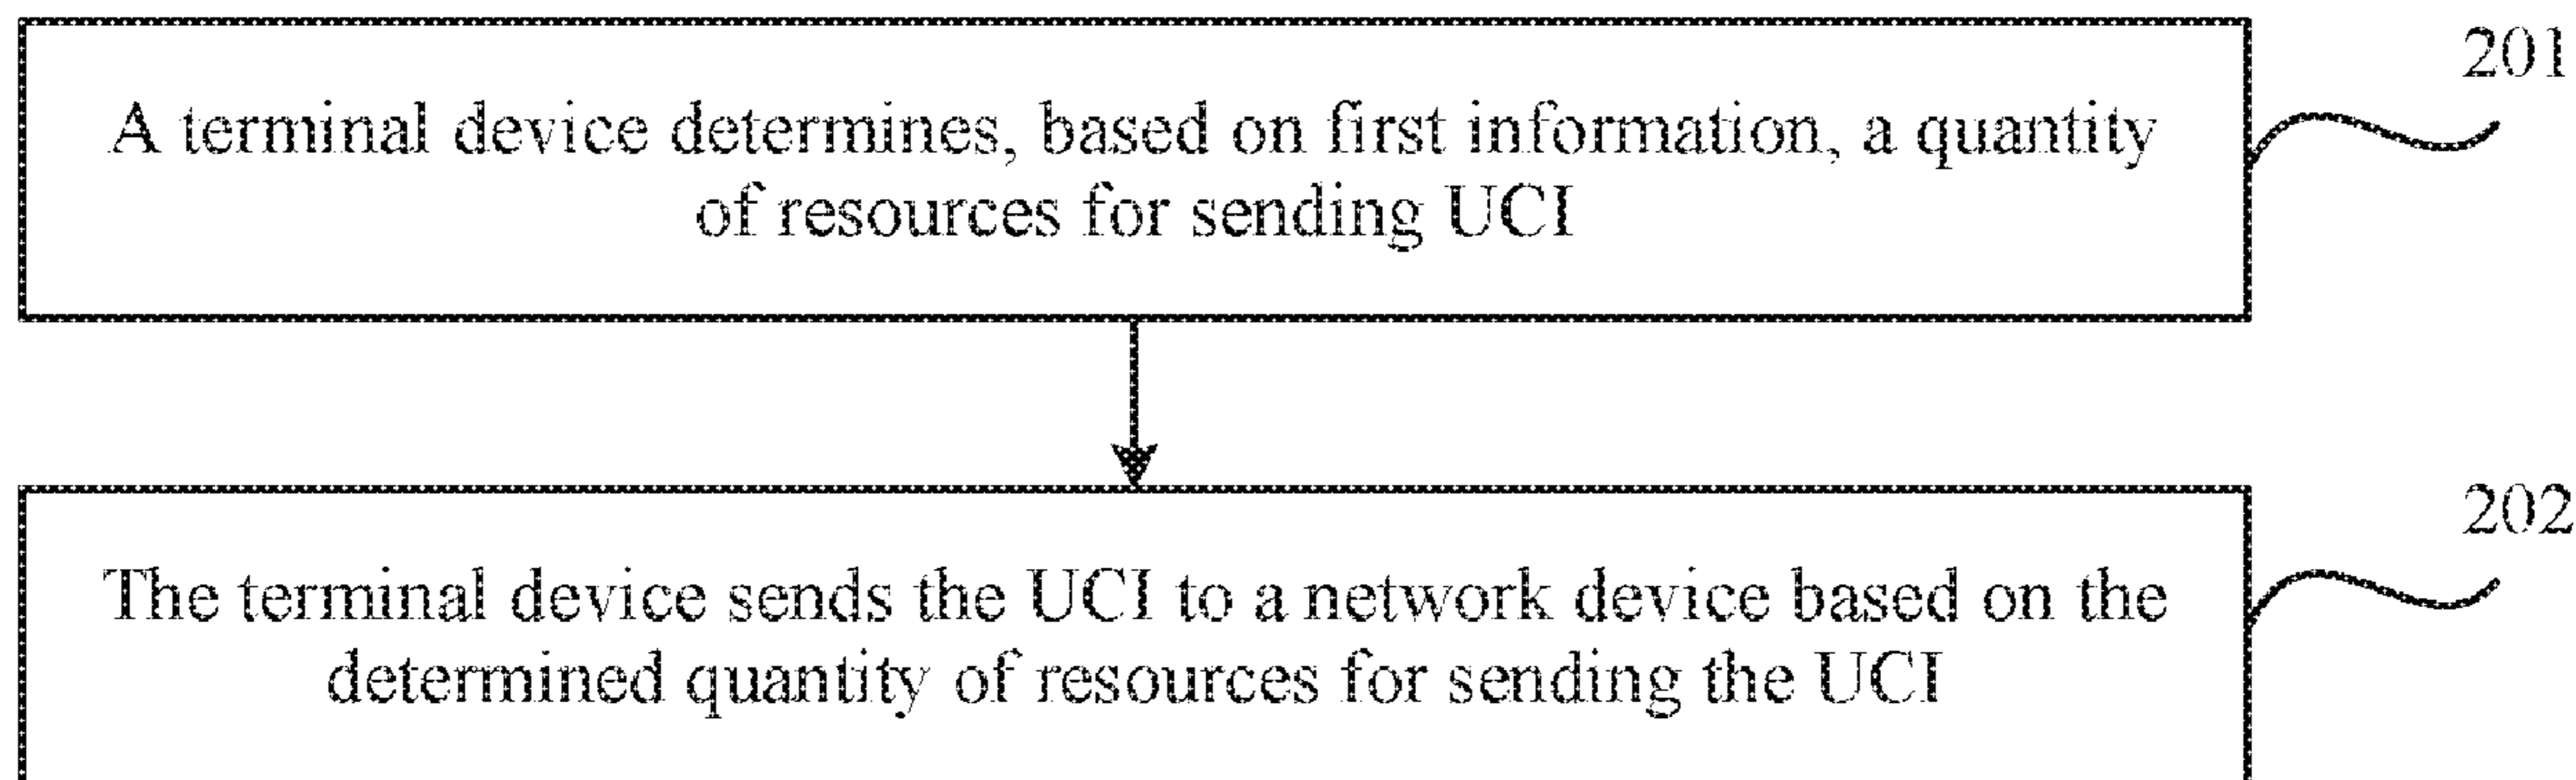 201
A terminal device determines, based on first information, a quantity
of resources for sending UCI
202
The terminal device sends the UCI to a network device based on the
determined quantity of resources for sending the UCI